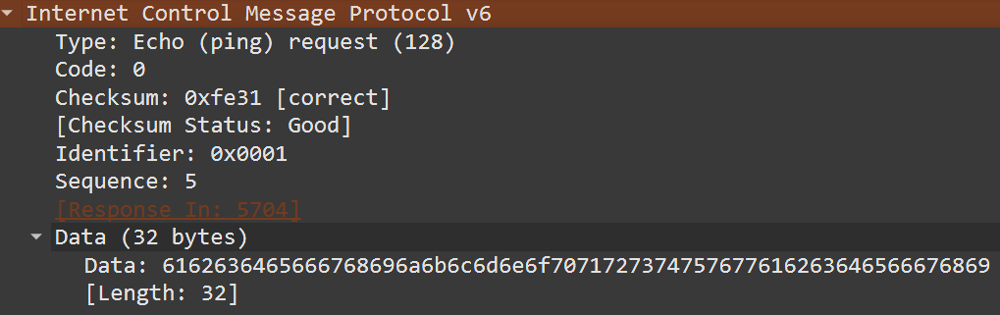 Internet Control Message Protocol v6
Type: Echo (ping) request (128)
Code: 0
Checksum: 0xfe31 [correct]
[Checksum Status: Good]
Identifier: 0x0001
Sequence: 5
[Response In: 5704]
Data (32 bytes)
Data: 6162636465666768696a6b6c6d6e6f7071727374757677616263646566676869
[Length: 32]